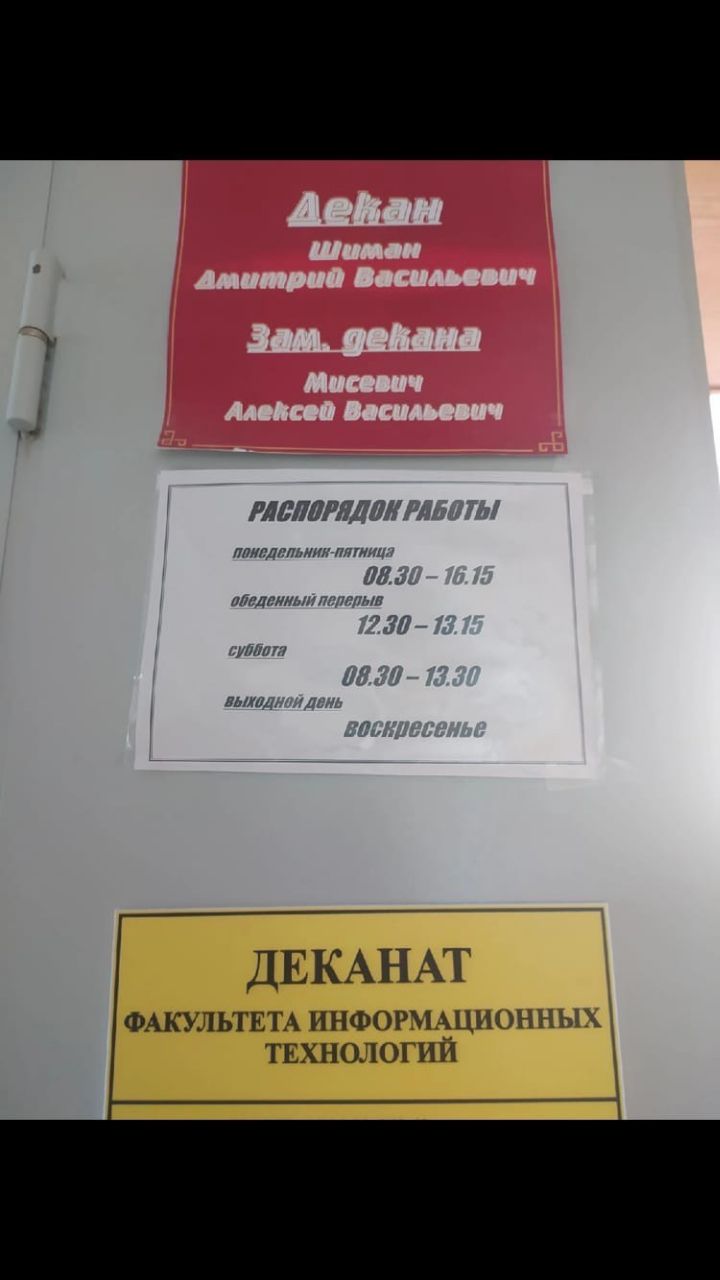 Декан
Шиман
Дмитрий Васильевич
Зам. декана
Мисевич
Алексей Васильевич
РАСПОРЯДОК РАБОТЫ
понедельник-пятница
08.30 – 16.15
обеденный перерыв
12.30 – 13.15
суббота
08.30 – 13.30
выходной день
воскресенье
ДЕКАНАТ
ФАКУЛЬТЕТА ИНФОРМАЦИОННЫХ
ТЕХНОЛОГИЙ